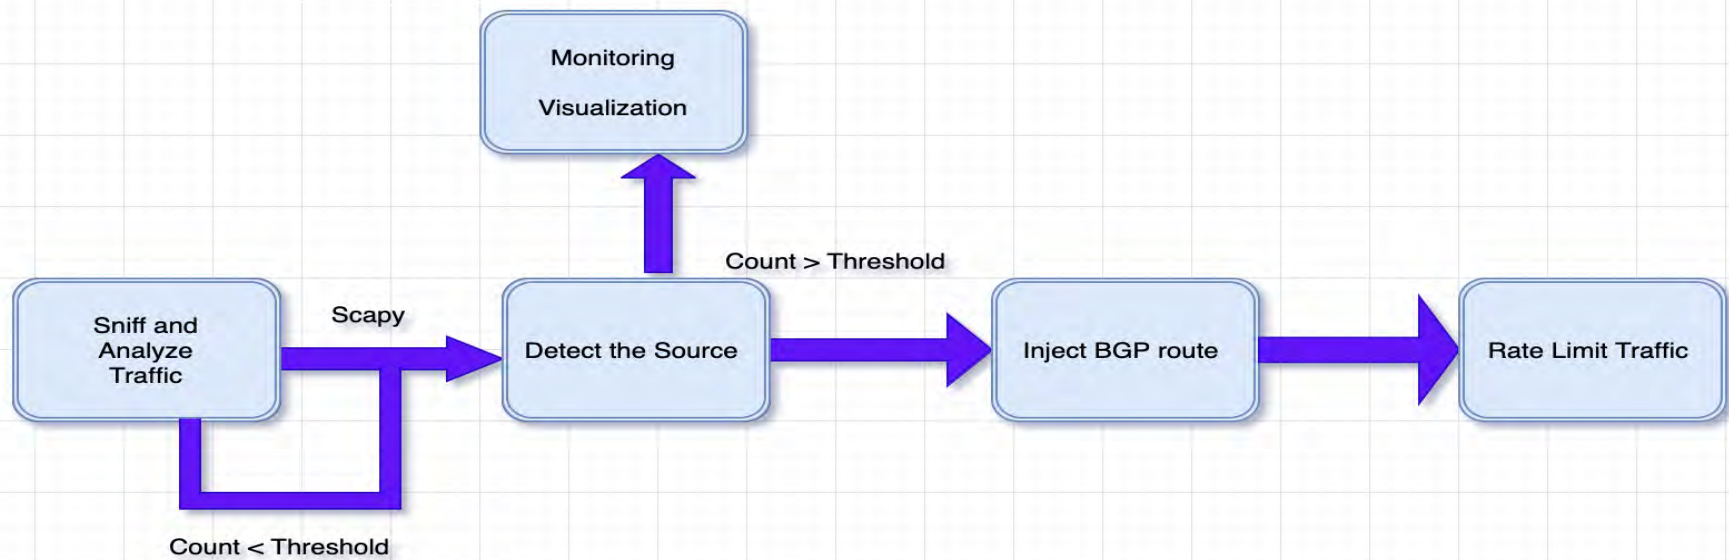 Monitoring
Visualization
Count > Threshold
Scapy
Sniff and
Analyze
Traffic
Detect the Source
Inject BGP route
Rate Limit Traffic
Count < Threshold